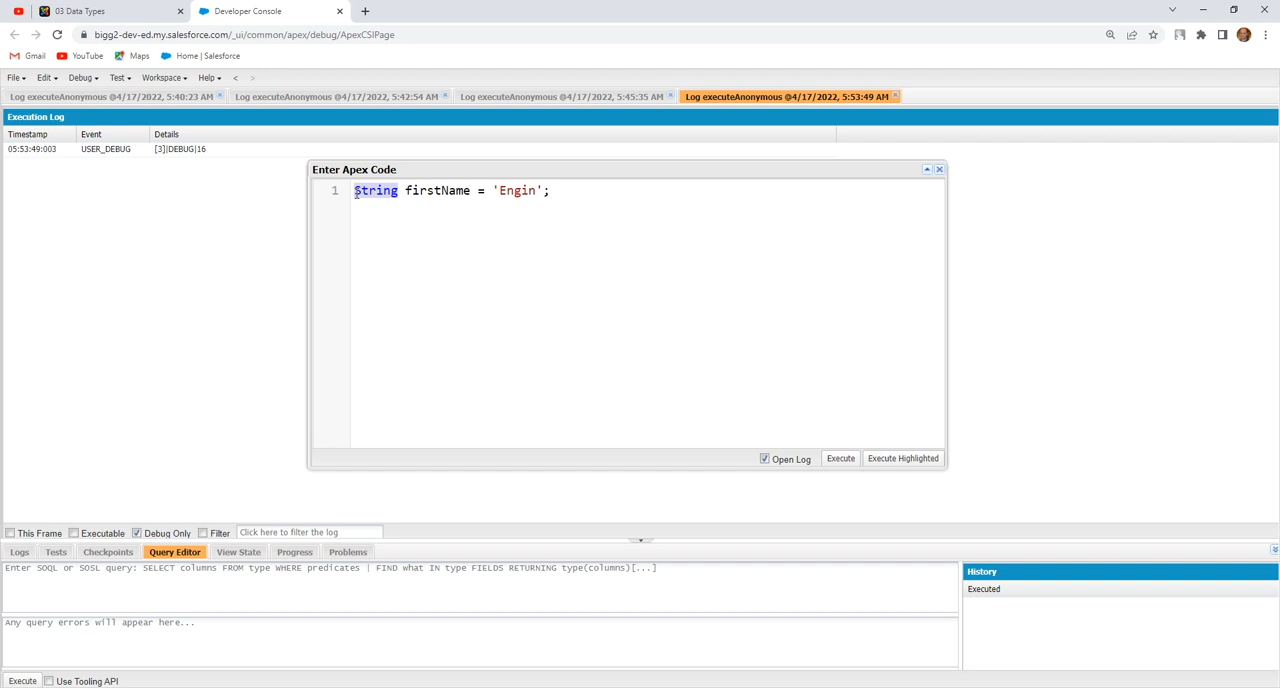 03 Data Types
Developer Console
bigg2-dev-ed.my.salesforce.com/_ui/common/apex/debug/ApexCSIPage
Gmail YouTube Maps Home | Salesforce
File Edit Debug Test Workspace Help < >
Log executeAnonymous @4/17/2022, 5:40:23 AM Log executeAnonymous @4/17/2022, 5:42:54 AM Log executeAnonymous @4/17/2022, 5:45:35 AM Log executeAnonymous @4/17/2022, 5:53:49 AM
Execution Log
Timestamp Event Details
05:53:49:003 USER_DEBUG [3]|DEBUG|16
Enter Apex Code
1 String firstName = 'Engin';
Open Log Execute Execute Highlighted
This Frame Executable Debug Only Filter Click here to filter the log
Logs Tests Checkpoints Query Editor View State Progress Problems
Enter SOQL or SOSL query: SELECT columns FROM type WHERE predicates | FIND what IN type FIELDS RETURNING type(columns)[...]
History
Executed
Any query errors will appear here...
Execute Use Tooling API